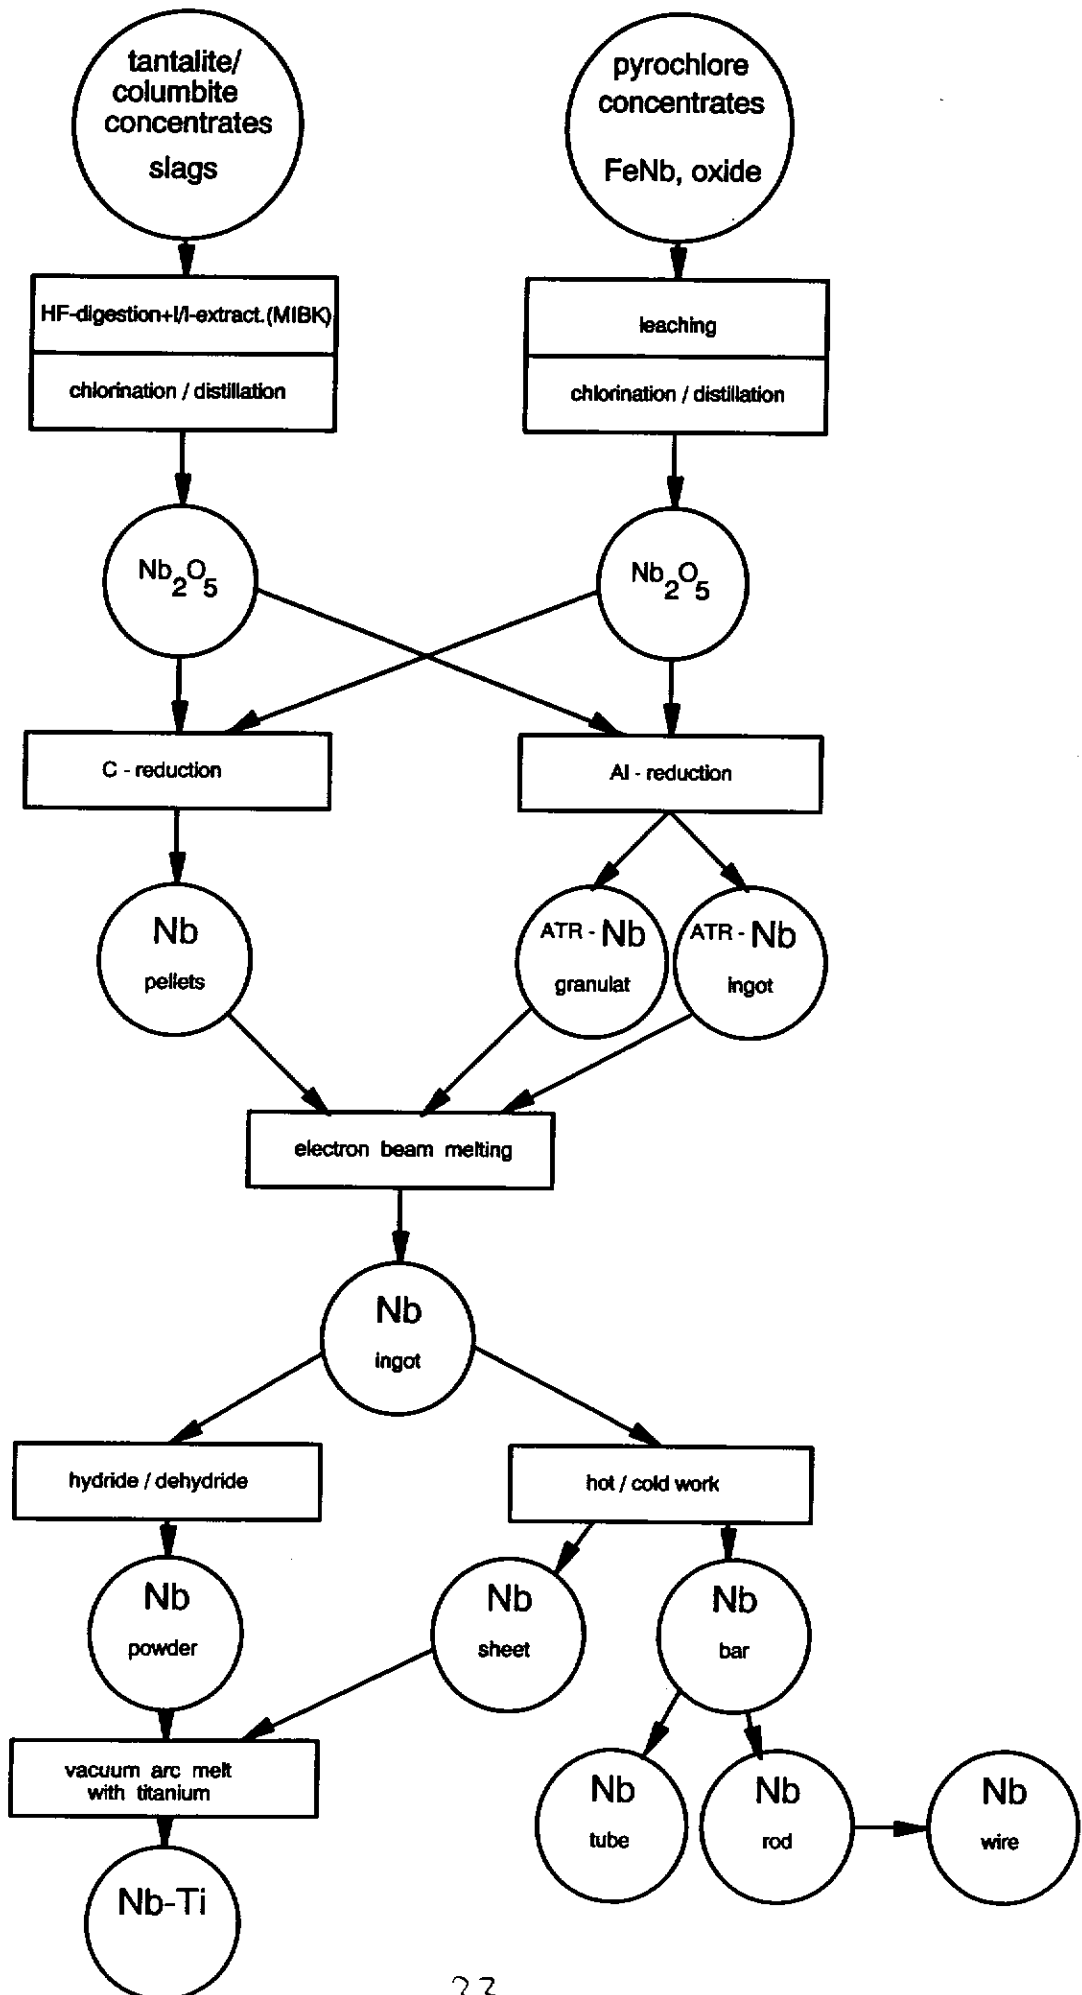 tantalite/
columbite
concentrates
slags
pyrochlore
concentrates
FeNb, oxide
HF-digestion+l/l-extract.(MIBK)
chlorination / distillation
leaching
chlorination / distillation
Nb2O5
Nb2O5
C - reduction
Al - reduction
Nb
pellets
ATR - Nb
granulat
ATR - Nb
ingot
electron beam melting
Nb
ingot
hydride / dehydride
hot / cold work
Nb
powder
Nb
sheet
Nb
bar
vacuum arc melt
with titanium
Nb
tube
Nb
rod
Nb
wire
Nb-Ti